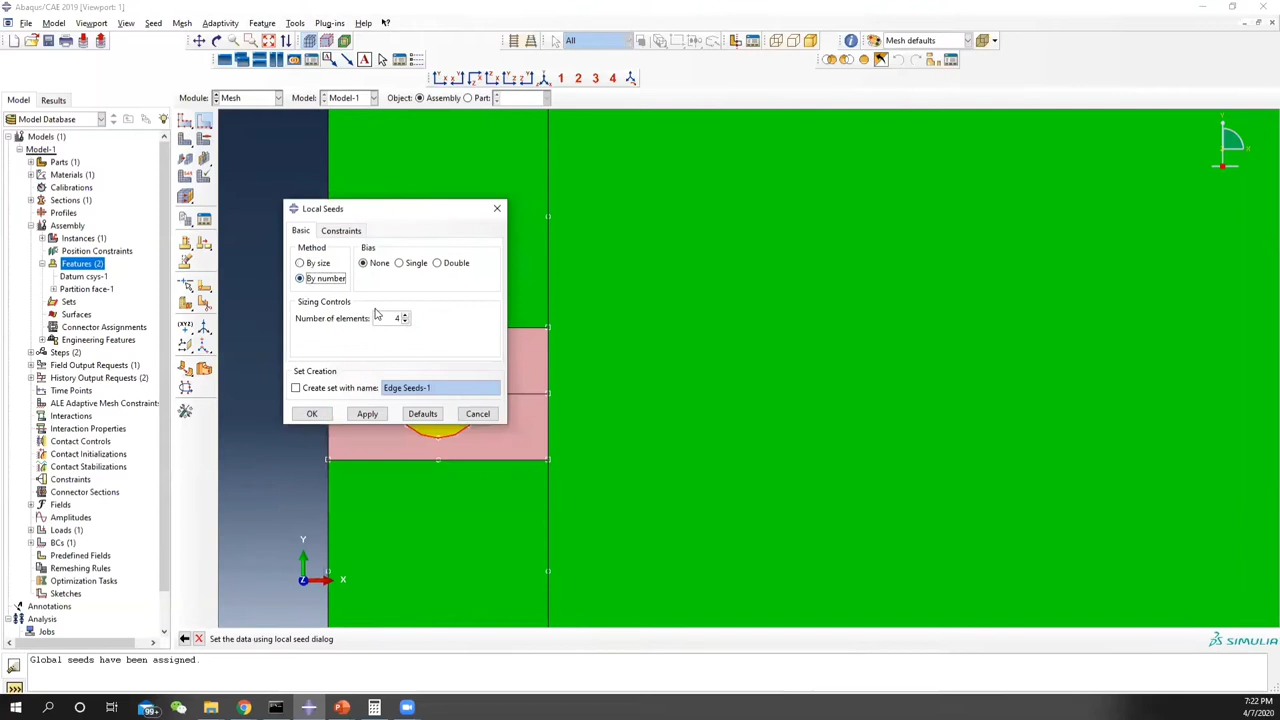 Abaqus/CAE 2019 [Viewport: 1]
File Model Viewport View Seed Mesh Adaptivity Feature Tools Plug-ins Help
All
Mesh defaults
1 2 3 4
Model Results
Module: Mesh Model: Model-1 Object: Assembly Part:
Model Database
Models (1)
Model-1
Parts (1)
Materials (1)
Calibrations
Sections (1)
Profiles
Assembly
Instances (1)
Position Constraints
Features (2)
Datum csys-1
Partition face-1
Sets
Surfaces
Connector Assignments
Engineering Features
Steps (2)
Field Output Requests (1)
History Output Requests (2)
Time Points
ALE Adaptive Mesh Constraints
Interactions
Interaction Properties
Contact Controls
Contact Initializations
Contact Stabilizations
Constraints
Connector Sections
Fields
Amplitudes
Loads (1)
BCs (1)
Predefined Fields
Remeshing Rules
Optimization Tasks
Sketches
Annotations
Analysis
Jobs
Local Seeds
Basic Constraints
Method Bias
By size None Single Double
By number
Sizing Controls
Number of elements: 4
Set Creation
Create set with name: Edge Seeds-1
OK Apply Defaults Cancel
Y
X
Z
Y
X
Set the data using local seed dialog
SIMULIA
Global seeds have been assigned.
99+
7:22 PM
4/7/2020